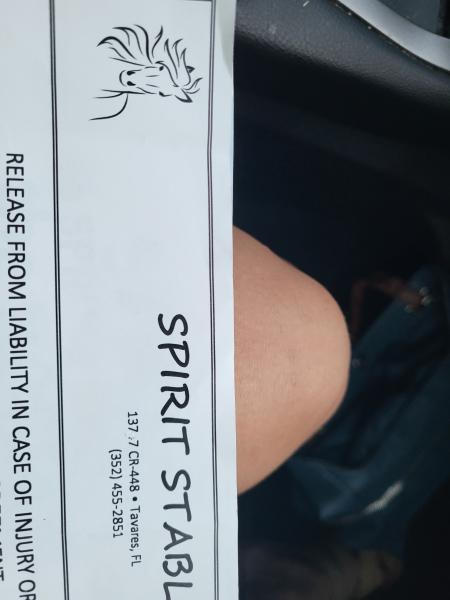 SPIRIT STABL
CR-448 • Tavares, FL
(352) 455-2851
RELEASE FROM LIABILITY IN CASE OF INJURY OR